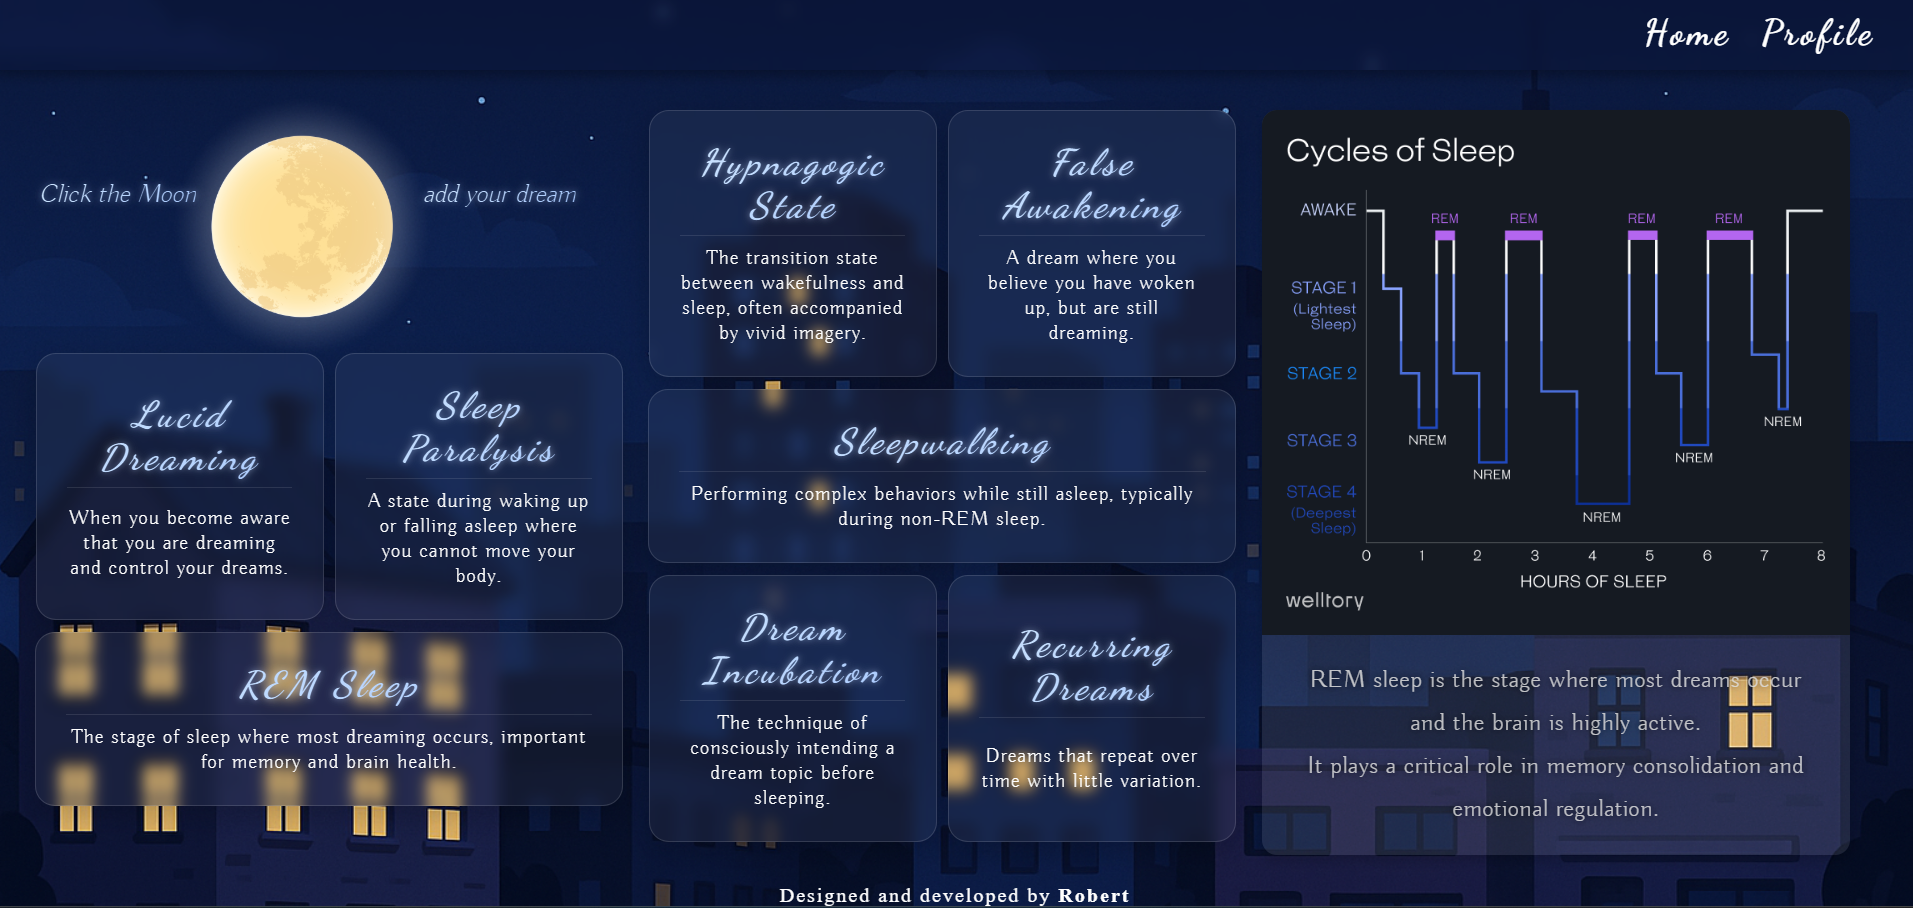 Home Profile
Click the Moon
add your dream
Lucid
Dreaming
When you become aware
that you are dreaming
and control your dreams.
Sleep
Paralysis
A state during waking up
or falling asleep where
you cannot move your
body.
REM Sleep
The stage of sleep where most dreaming occurs, important
for memory and brain health.
Hypnagogic
State
The transition state
between wakefulness and
sleep, often accompanied
by vivid imagery.
False
Awakening
A dream where you
believe you have woken
up, but are still
dreaming.
Sleepwalking
Performing complex behaviors while still asleep, typically
during non-REM sleep.
Dream
Incubation
The technique of
consciously intending a
dream topic before
sleeping.
Recurring
Dreams
Dreams that repeat over
time with little variation.
Cycles of Sleep
AWAKE
REM REM REM REM
STAGE 1
(Lightest
Sleep)
STAGE 2
STAGE 3
STAGE 4
(Deepest
Sleep)
NREM
NREM
NREM
NREM
NREM
0 1 2 3 4 5 6 7 8
HOURS OF SLEEP
welltory
REM sleep is the stage where most dreams occur
and the brain is highly active.
It plays a critical role in memory consolidation and
emotional regulation.
Designed and developed by Robert